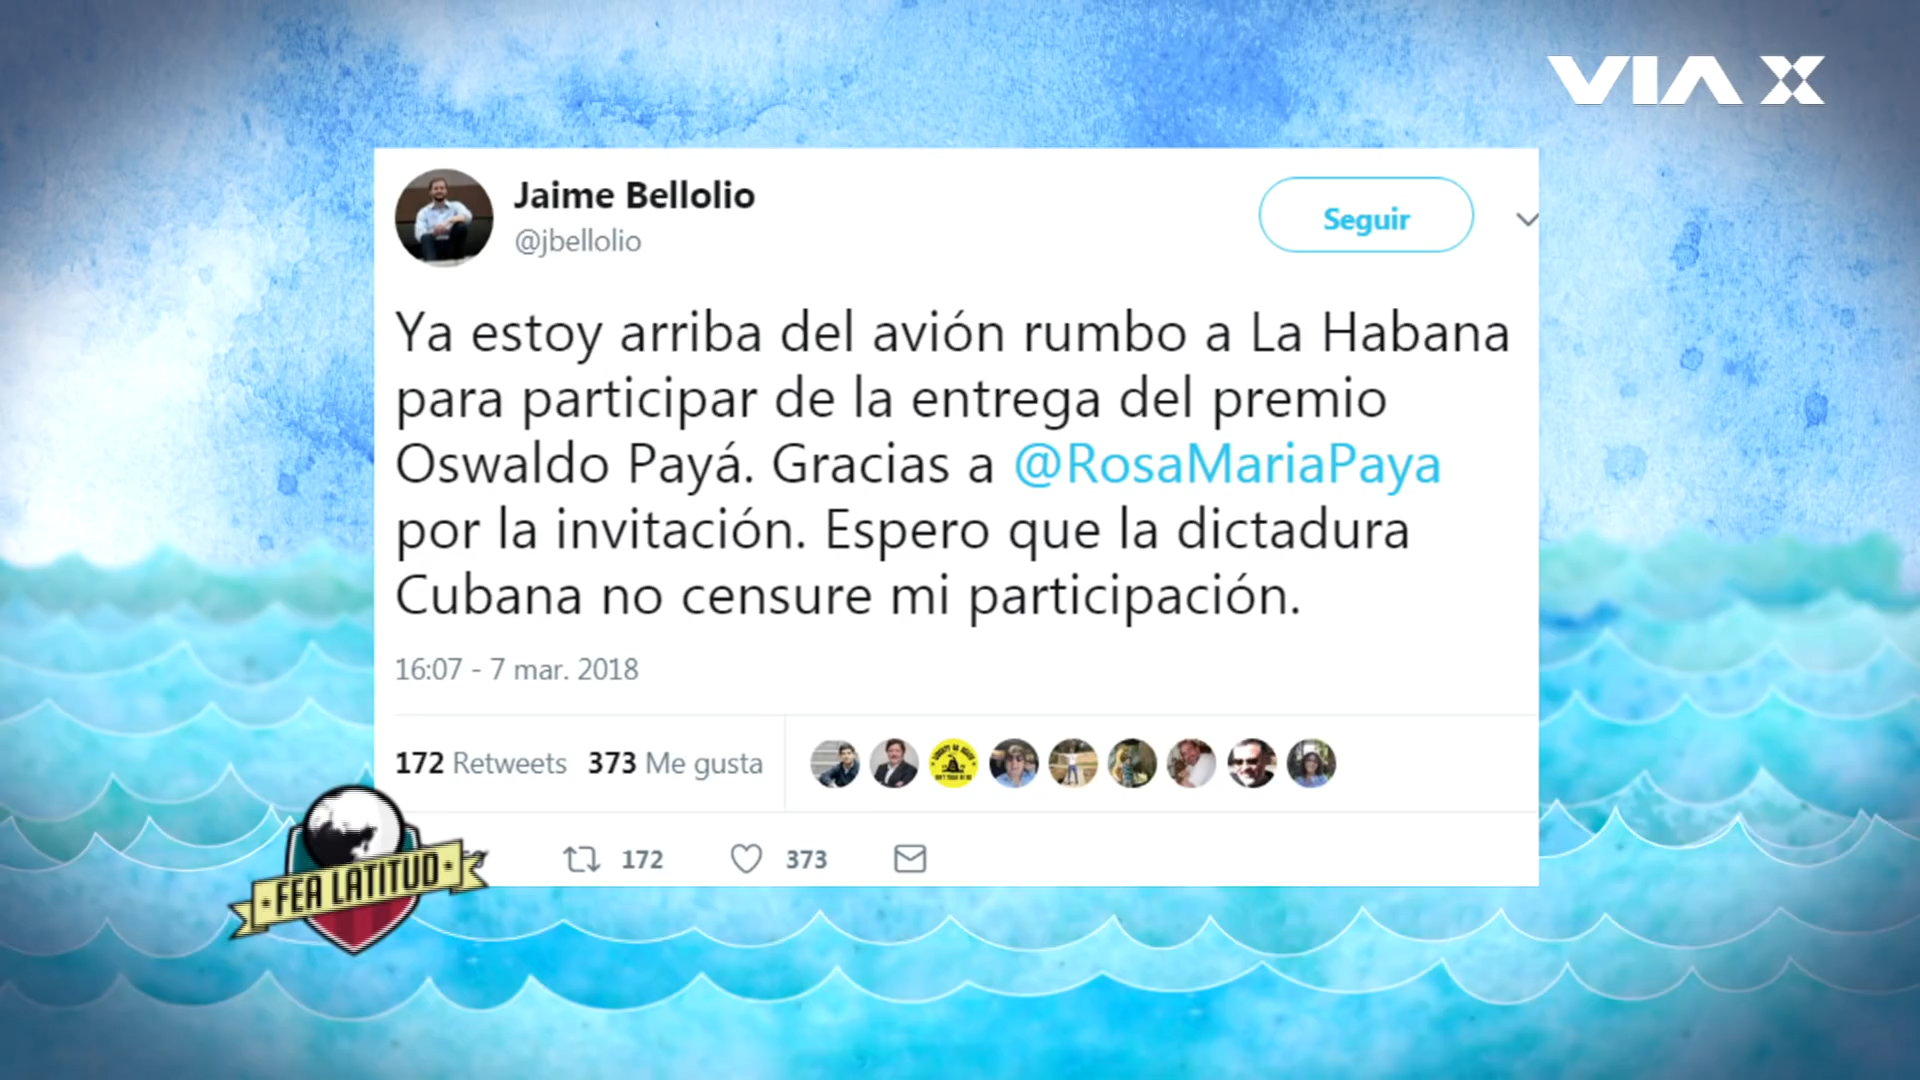 VIA X
Jaime Bellolio
@jbellolio
Seguir
Ya estoy arriba del avión rumbo a La Habana
para participar de la entrega del premio
Oswaldo Payá. Gracias a @RosaMariaPaya
por la invitación. Espero que la dictadura
Cubana no censure mi participación.
16:07 - 7 mar. 2018
172 Retweets 373 Me gusta
172 373
FEA LATITUD